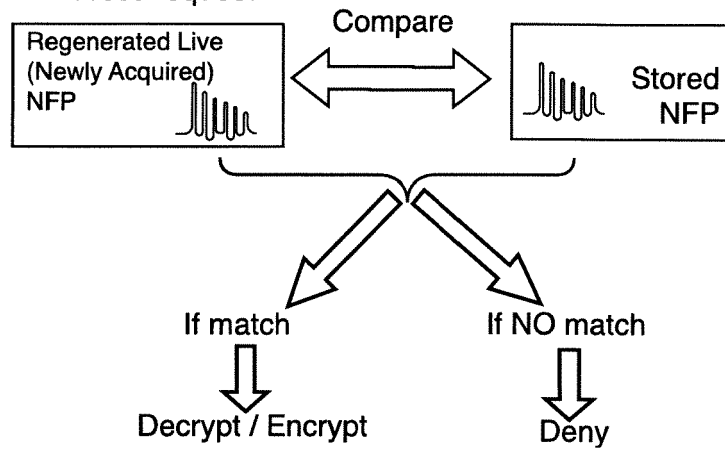 Compare
Regenerated Live
(Newly Acquired)
NFP
Stored
NFP
If match
If NO match
Decrypt / Encrypt
Deny